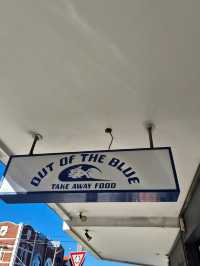 OUT OF THE BLUE
TAKE AWAY FOOD